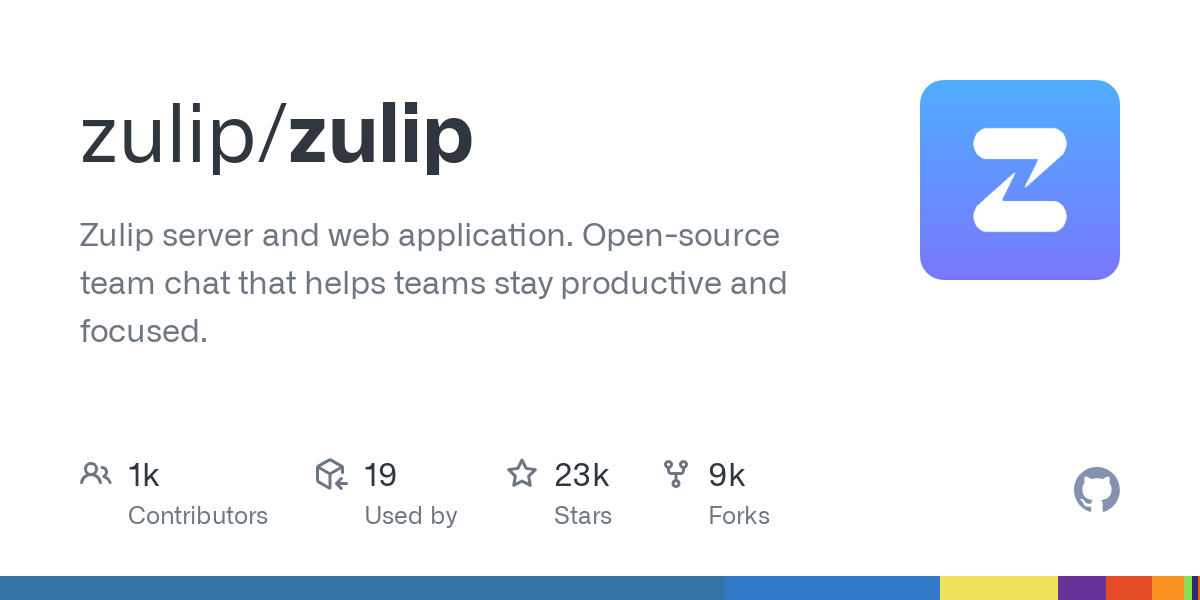 zulip/zulip
Zulip server and web application. Open-source
team chat that helps teams stay productive and
focused.
1k
Contributors
19
Used by
23k
Stars
9k
Forks